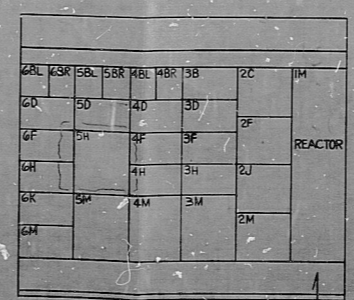 6BL 6BR 5BL 5BR 4BL 4BR 3B 2C 1M
6D 5D 4D 3D
2F
6F 5H 4F 3F
REACTOR
6H 4H 3H 2J
6K 5M 4M 3M
2M
6M